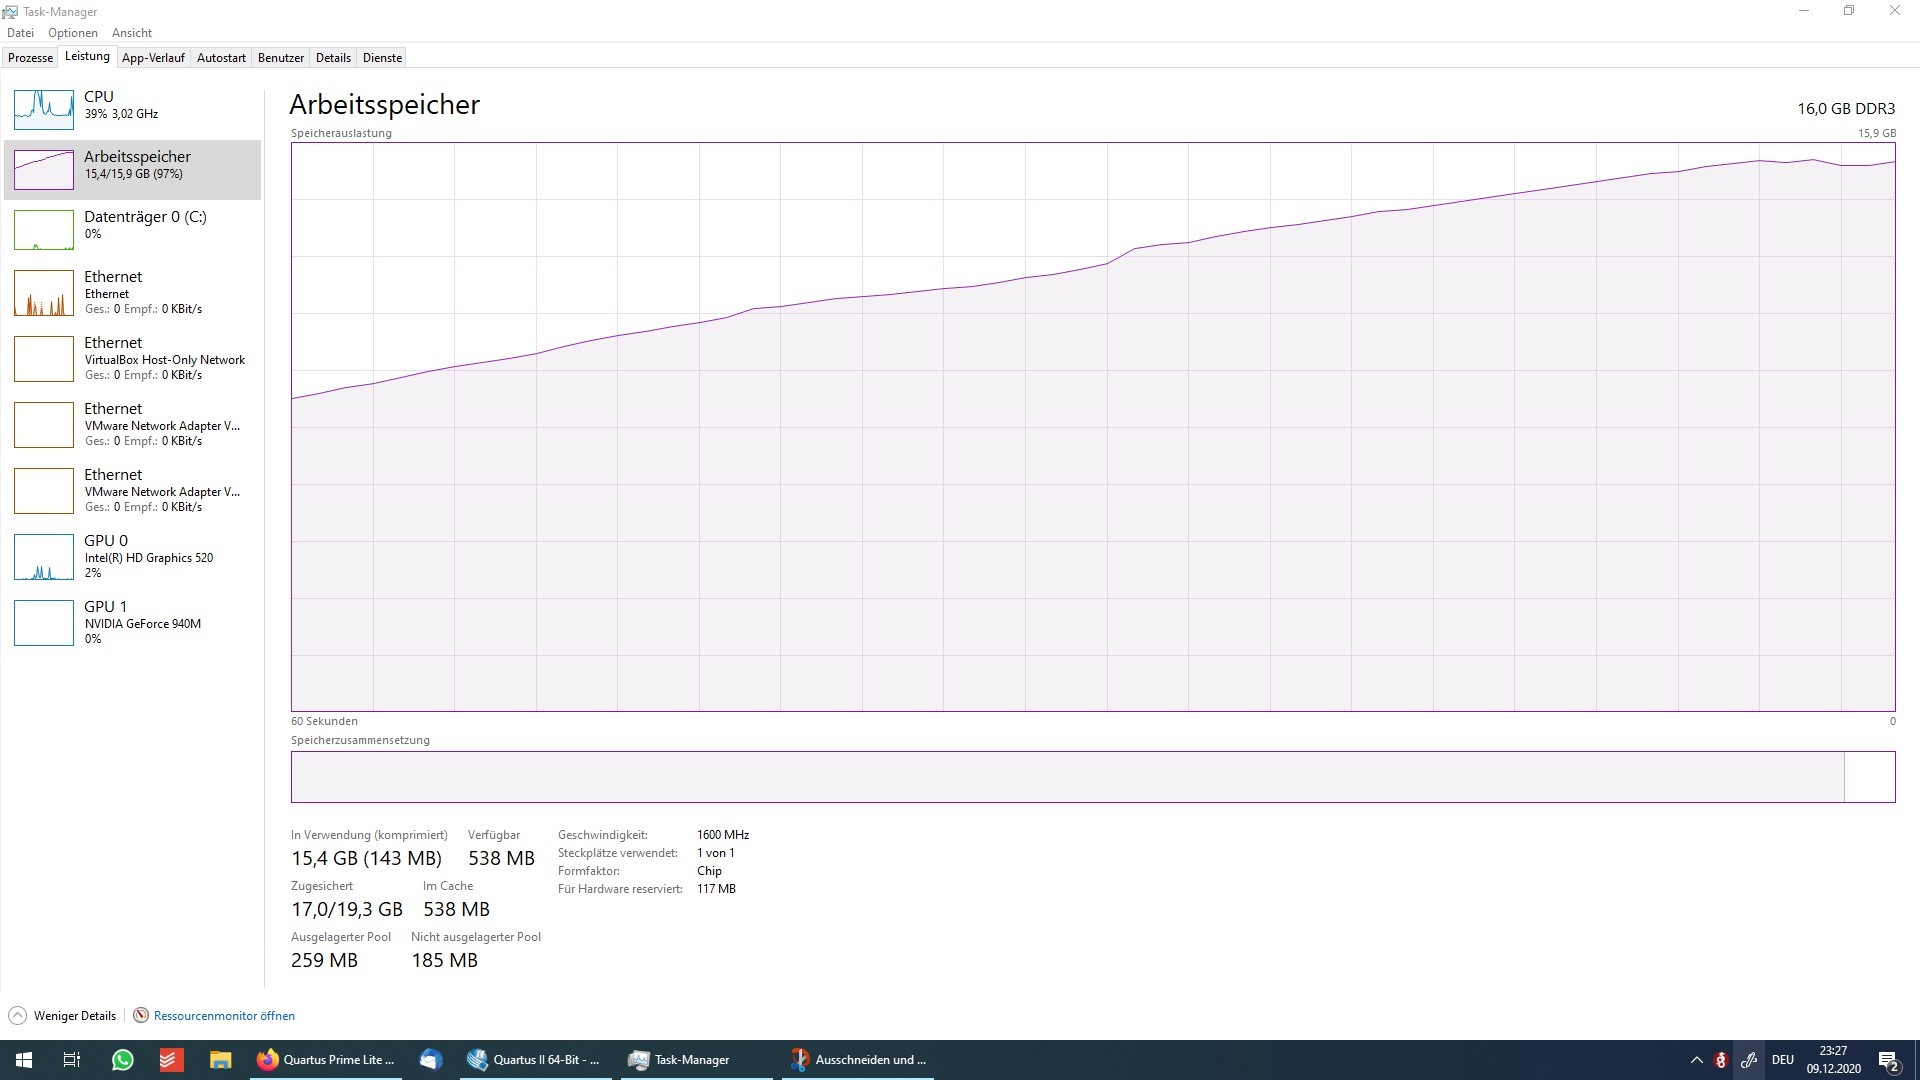 Task-Manager
Datei Optionen Ansicht
Prozesse Leistung App-Verlauf Autostart Benutzer Details Dienste
CPU
39% 3,02 GHz
Arbeitsspeicher
15,4/15,9 GB (97%)
Datenträger 0 (C:)
0%
Ethernet
Ethernet
Ges.: 0 Empf.: 0 KBit/s
Ethernet
VirtualBox Host-Only Network
Ges.: 0 Empf.: 0 KBit/s
Ethernet
VMware Network Adapter V...
Ges.: 0 Empf.: 0 KBit/s
Ethernet
VMware Network Adapter V...
Ges.: 0 Empf.: 0 KBit/s
GPU 0
Intel(R) HD Graphics 520
2%
GPU 1
NVIDIA GeForce 940M
0%
Arbeitsspeicher
16,0 GB DDR3
Speicherauslastung
15,9 GB
60 Sekunden
0
Speicherzusammensetzung
In Verwendung (komprimiert) Verfügbar
15,4 GB (143 MB) 538 MB
Zugesichert Im Cache
17,0/19,3 GB 538 MB
Ausgelagerter Pool Nicht ausgelagerter Pool
259 MB 185 MB
Geschwindigkeit: 1600 MHz
Steckplätze verwendet: 1 von 1
Formfaktor: Chip
Für Hardware reserviert: 117 MB
Weniger Details
Ressourcenmonitor öffnen
Quartus Prime Lite ...
Quartus II 64-Bit - ...
Task-Manager
Ausschneiden und ...
DEU
23:27
09.12.2020
2